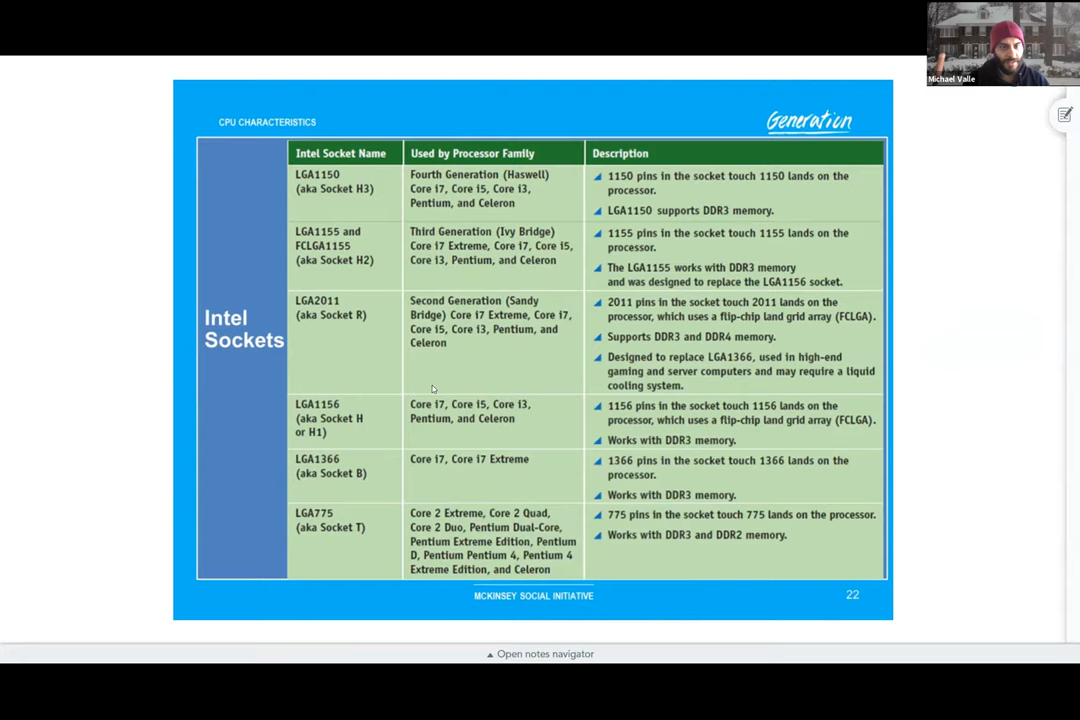 Michael Valle
CPU CHARACTERISTICS
Generation
Intel
Sockets
Intel Socket Name
Used by Processor Family
Description
LGA1150
(aka Socket H3)
Fourth Generation (Haswell)
Core i7, Core i5, Core i3,
Pentium, and Celeron
1150 pins in the socket touch 1150 lands on the
processor.
LGA1150 supports DDR3 memory.
LGA1155 and
FCLGA1155
(aka Socket H2)
Third Generation (Ivy Bridge)
Core i7 Extreme, Core i7, Core i5,
Core i3, Pentium, and Celeron
1155 pins in the socket touch 1155 lands on the
processor.
The LGA1155 works with DDR3 memory
and was designed to replace the LGA1156 socket.
LGA2011
(aka Socket R)
Second Generation (Sandy
Bridge) Core i7 Extreme, Core i7,
Core i5, Core i3, Pentium, and
Celeron
2011 pins in the socket touch 2011 lands on the
processor, which uses a flip-chip land grid array (FCLGA).
Supports DDR3 and DDR4 memory.
Designed to replace LGA1366, used in high-end
gaming and server computers and may require a liquid
cooling system.
LGA1156
(aka Socket H
or H1)
Core i7, Core i5, Core i3,
Pentium, and Celeron
1156 pins in the socket touch 1156 lands on the
processor, which uses a flip-chip land grid array (FCLGA).
Works with DDR3 memory.
LGA1366
(aka Socket B)
Core i7, Core i7 Extreme
1366 pins in the socket touch 1366 lands on the
processor.
Works with DDR3 memory.
LGA775
(aka Socket T)
Core 2 Extreme, Core 2 Quad,
Core 2 Duo, Pentium Dual-Core,
Pentium Extreme Edition, Pentium
D, Pentium Pentium 4, Pentium 4
Extreme Edition, and Celeron
775 pins in the socket touch 775 lands on the processor.
Works with DDR3 and DDR2 memory.
MCKINSEY SOCIAL INITIATIVE
22
Open notes navigator